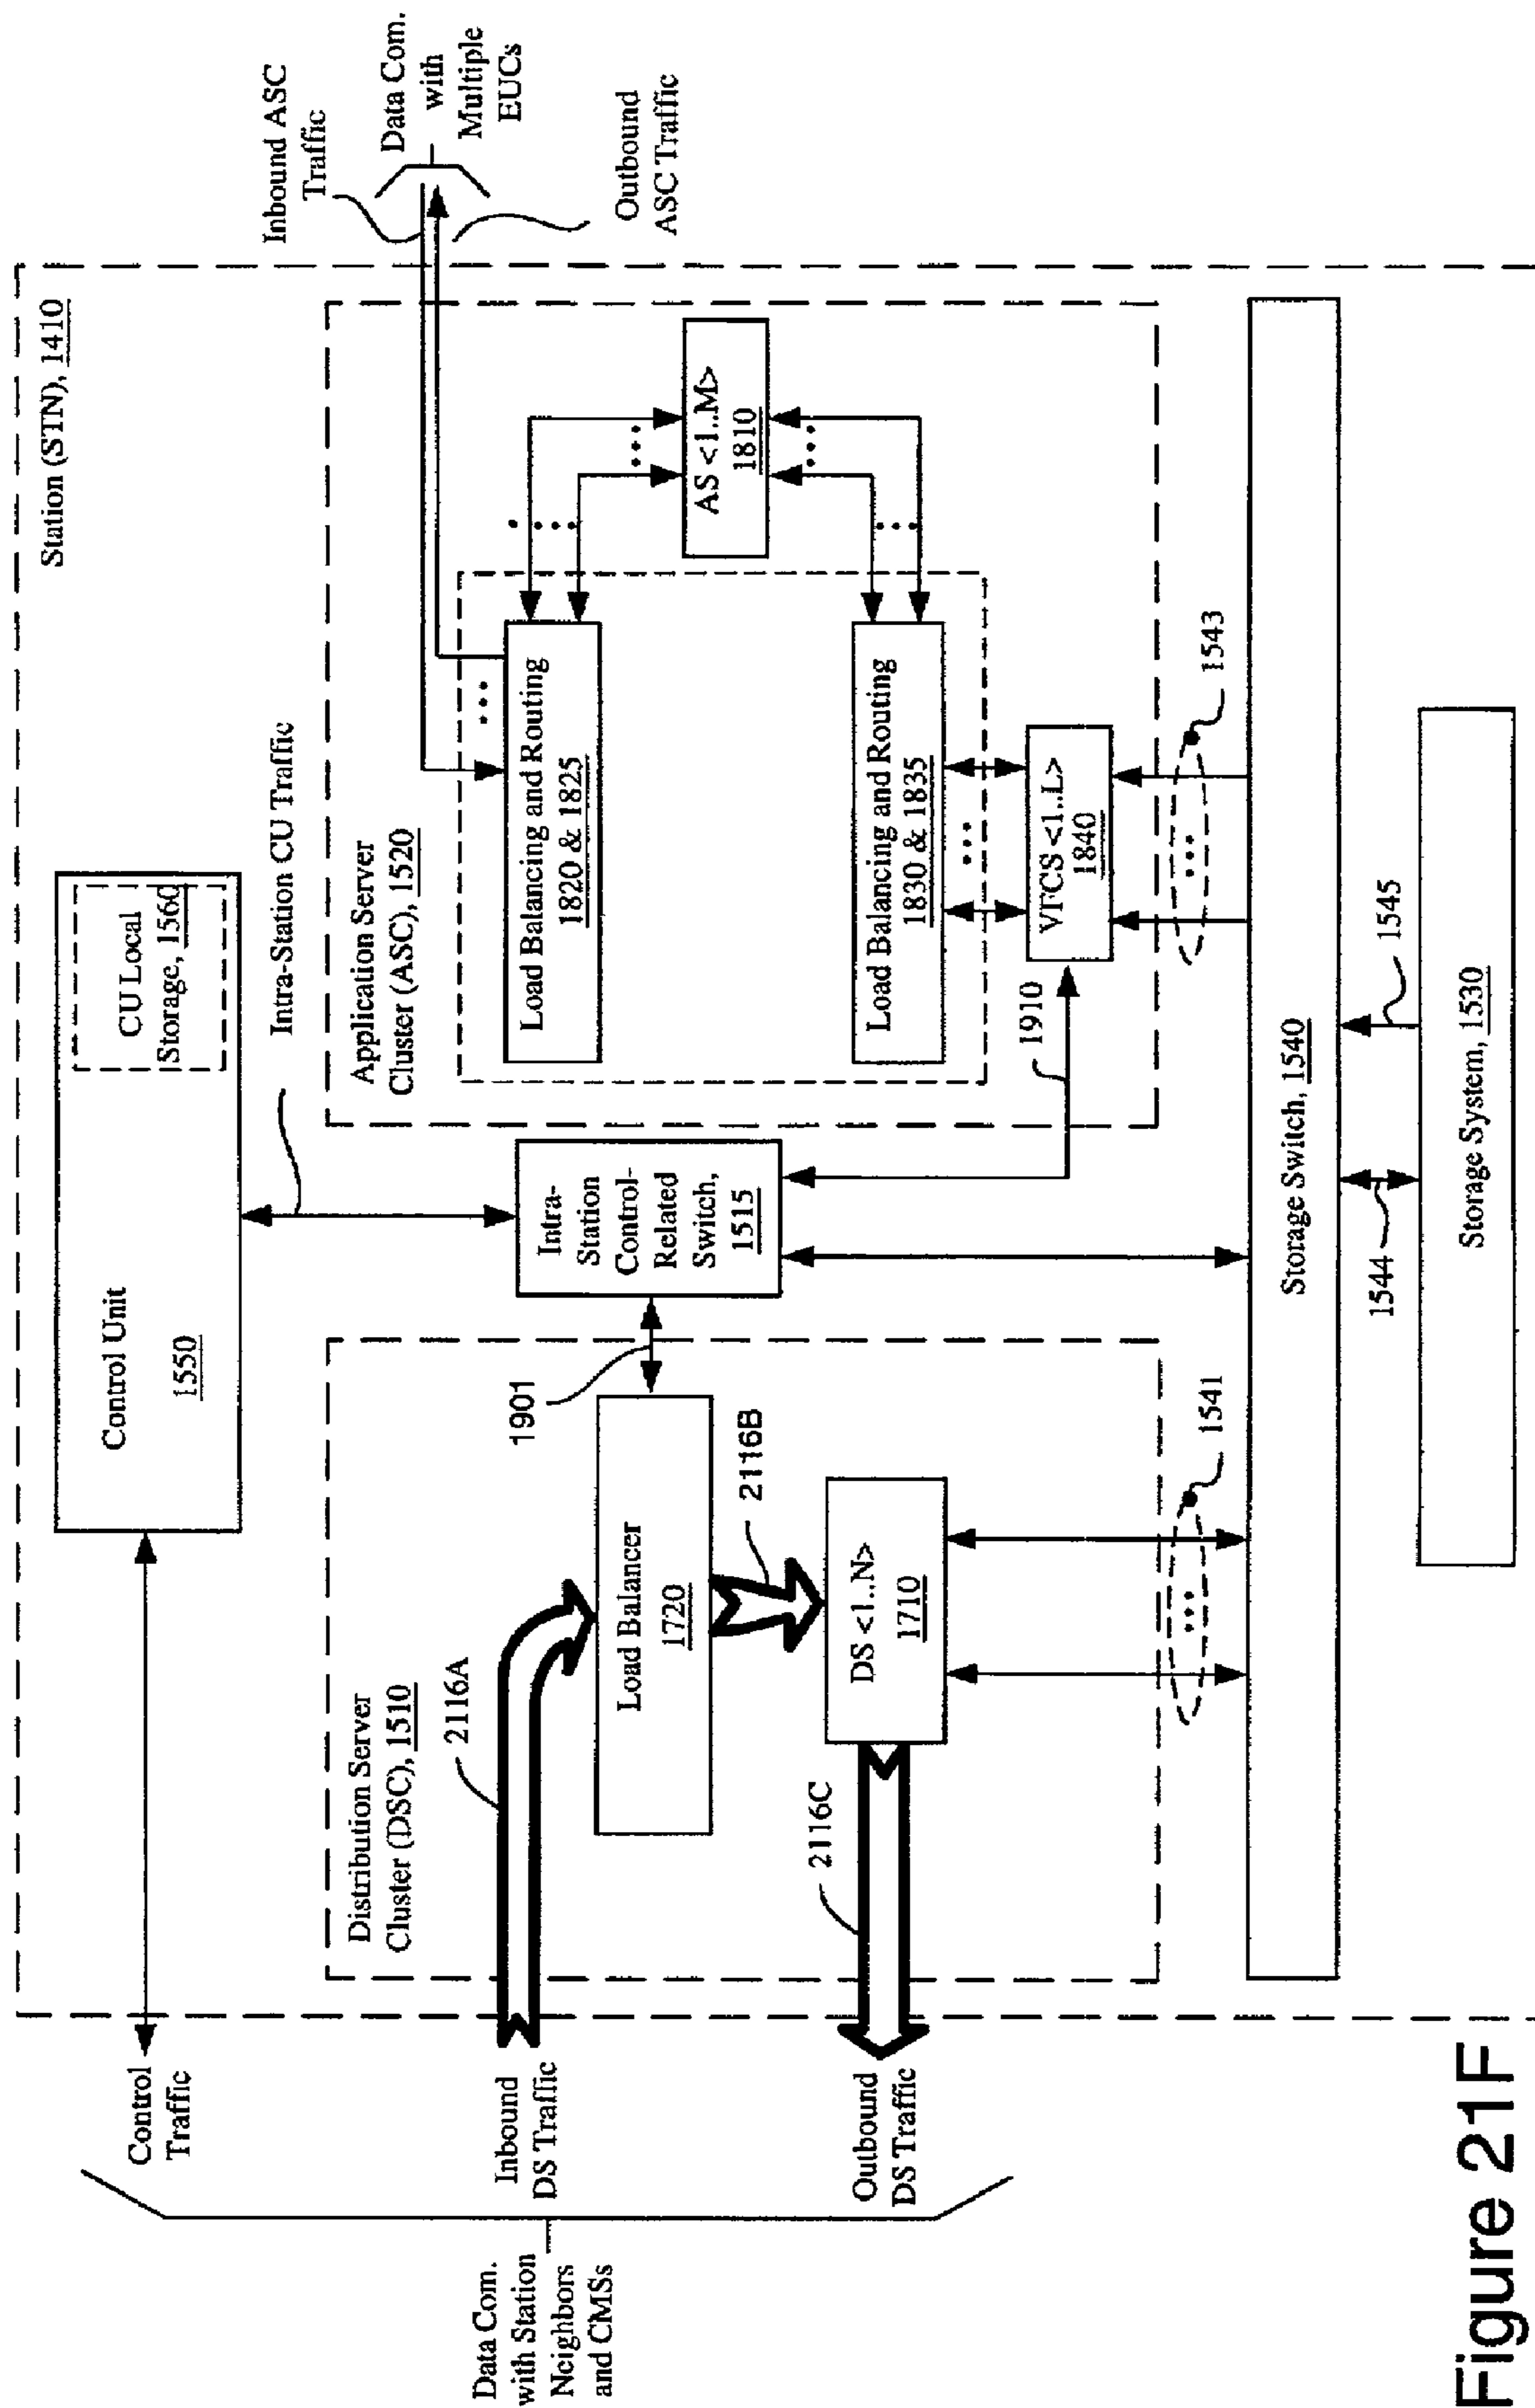 Station (STN), 1410
Control Unit
1550
CU Local
Storage, 1560
Control
Traffic
Intra-Station CU Traffic
Inbound ASC
Traffic
Data Com.
with
Multiple
EUCs
Outbound
ASC Traffic
Data Com.
with Station
Neighbors
and CMSs
Inbound
DS Traffic
Outbound
DS Traffic
Distribution Server
Cluster (DSC), 1510
2116A
Load Balancer
1720
1901
2116B
DS <1..N>
1710
2116C
1541
Intra-
Station
Control-
Related
Switch,
1515
Application Server
Cluster (ASC), 1520
Load Balancing and Routing
1820 & 1825
AS <1..M>
1810
Load Balancing and Routing
1830 & 1835
VFCS <1..L>
1840
1910
1543
Storage Switch, 1540
1544
1545
Storage System, 1530
Figure 21F